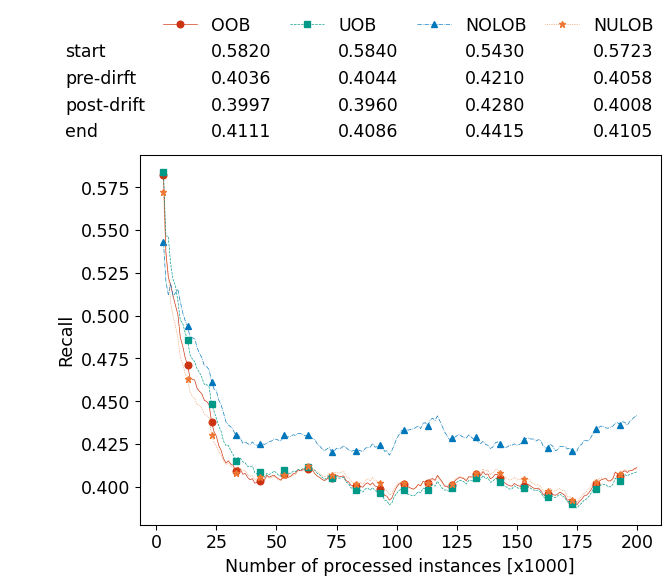 OOB UOB NOLOB NULOB
start 0.5820 0.5840 0.5430 0.5723
pre-dirft 0.4036 0.4044 0.4210 0.4058
post-drift 0.3997 0.3960 0.4280 0.4008
end 0.4111 0.4086 0.4415 0.4105
0.575
0.550
0.525
0.500
0.475
0.450
0.425
0.400
Recall
0 25 50 75 100 125 150 175 200
Number of processed instances [x1000]